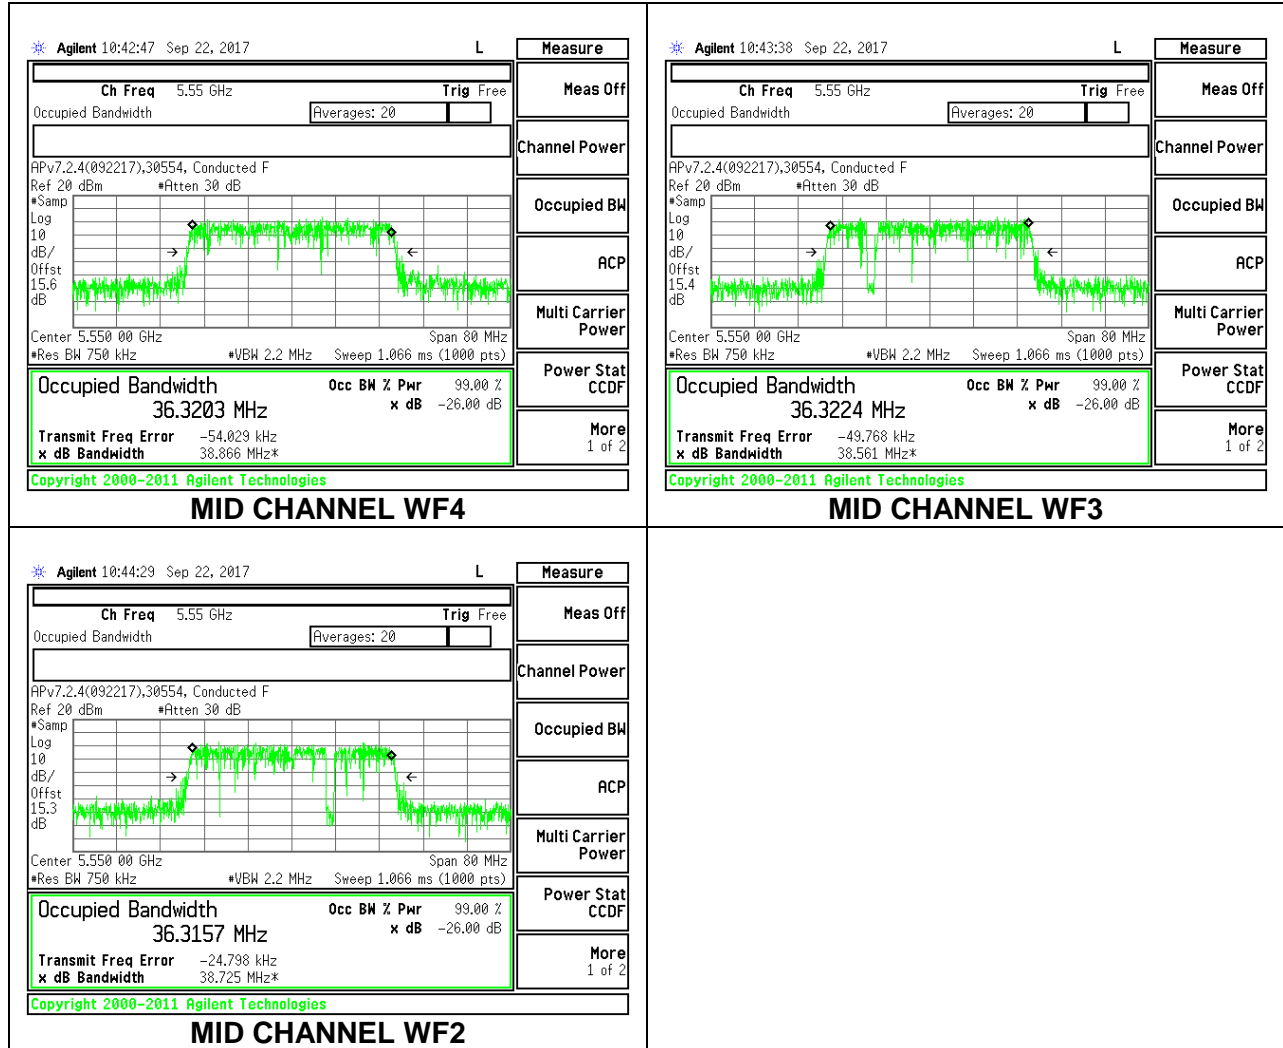 Agilent 10:42:47 Sep 22, 2017 L Measure
Ch Freq 5.55 GHz Trig Free Meas Off
Occupied Bandwidth Averages: 20
Channel Power
APv7.2.4(092217),30554, Conducted F
Ref 20 dBm #Atten 30 dB
#Samp Occupied BW
Log
10
dB/ ACP
Offst
15.6
dB Multi Carrier Power
Center 5.550 00 GHz Span 80 MHz
#Res BW 750 kHz #VBW 2.2 MHz Sweep 1.066 ms (1000 pts)
Occupied Bandwidth Occ BW % Pwr 99.00 % Power Stat CCDF
36.3203 MHz x dB -26.00 dB
Transmit Freq Error -54.029 kHz More
x dB Bandwidth 38.866 MHz* 1 of 2
Copyright 2000-2011 Agilent Technologies
MID CHANNEL WF4
Agilent 10:43:38 Sep 22, 2017 L Measure
Ch Freq 5.55 GHz Trig Free Meas Off
Occupied Bandwidth Averages: 20
Channel Power
APv7.2.4(092217),30554, Conducted F
Ref 20 dBm #Atten 30 dB
#Samp Occupied BW
Log
10
dB/ ACP
Offst
15.4
dB Multi Carrier Power
Center 5.550 00 GHz Span 80 MHz
#Res BW 750 kHz #VBW 2.2 MHz Sweep 1.066 ms (1000 pts)
Occupied Bandwidth Occ BW % Pwr 99.00 % Power Stat CCDF
36.3224 MHz x dB -26.00 dB
Transmit Freq Error -49.768 kHz More
x dB Bandwidth 38.561 MHz* 1 of 2
Copyright 2000-2011 Agilent Technologies
MID CHANNEL WF3
Agilent 10:44:29 Sep 22, 2017 L Measure
Ch Freq 5.55 GHz Trig Free Meas Off
Occupied Bandwidth Averages: 20
Channel Power
APv7.2.4(092217),30554, Conducted F
Ref 20 dBm #Atten 30 dB
#Samp Occupied BW
Log
10
dB/ ACP
Offst
15.3
dB Multi Carrier Power
Center 5.550 00 GHz Span 80 MHz
#Res BW 750 kHz #VBW 2.2 MHz Sweep 1.066 ms (1000 pts)
Occupied Bandwidth Occ BW % Pwr 99.00 % Power Stat CCDF
36.3157 MHz x dB -26.00 dB
Transmit Freq Error -24.798 kHz More
x dB Bandwidth 38.725 MHz* 1 of 2
Copyright 2000-2011 Agilent Technologies
MID CHANNEL WF2